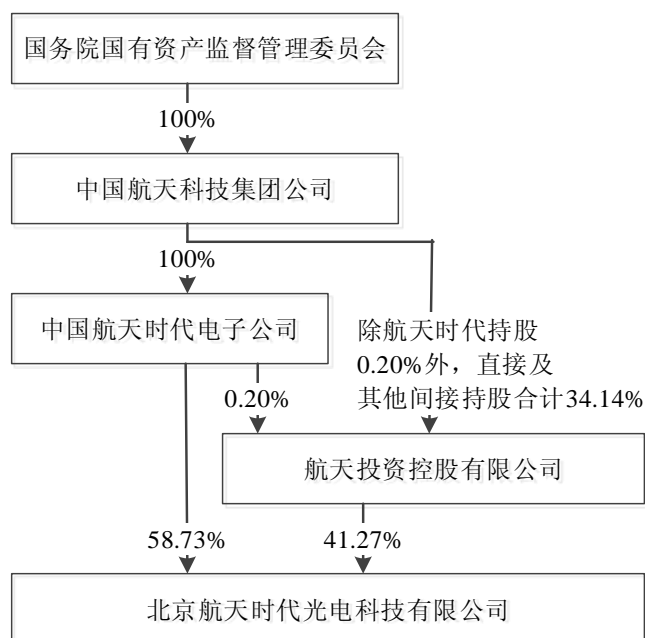 国务院国有资产监督管理委员会
100%
中国航天科技集团公司
100%
中国航天时代电子公司
除航天时代持股
0.20%外，直接及
其他间接持股合计34.14%
0.20%
航天投资控股有限公司
58.73%
41.27%
北京航天时代光电科技有限公司